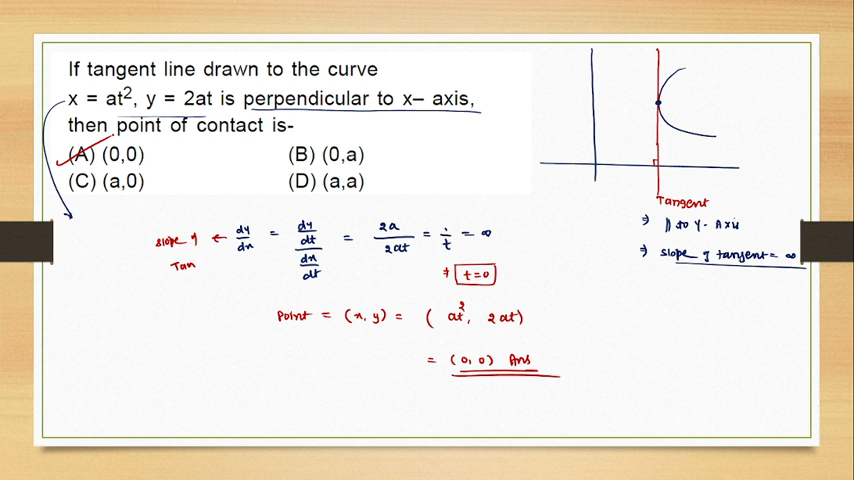 If tangent line drawn to the curve
x = at², y = 2at is perpendicular to x– axis,
then point of contact is-
(A) (0,0) (B) (0,a)
(C) (a,0) (D) (a,a)
Tangent
⇒ || to Y-Axis
⇒ slope of tangent = ∞
slope of Tan ← dy/dx = (dy/dt)/(dx/dt) = 2a/2at = 1/t = ∞
⇒ t=0
Point = (x, y) = ( at², 2at)
= (0, 0) Ans